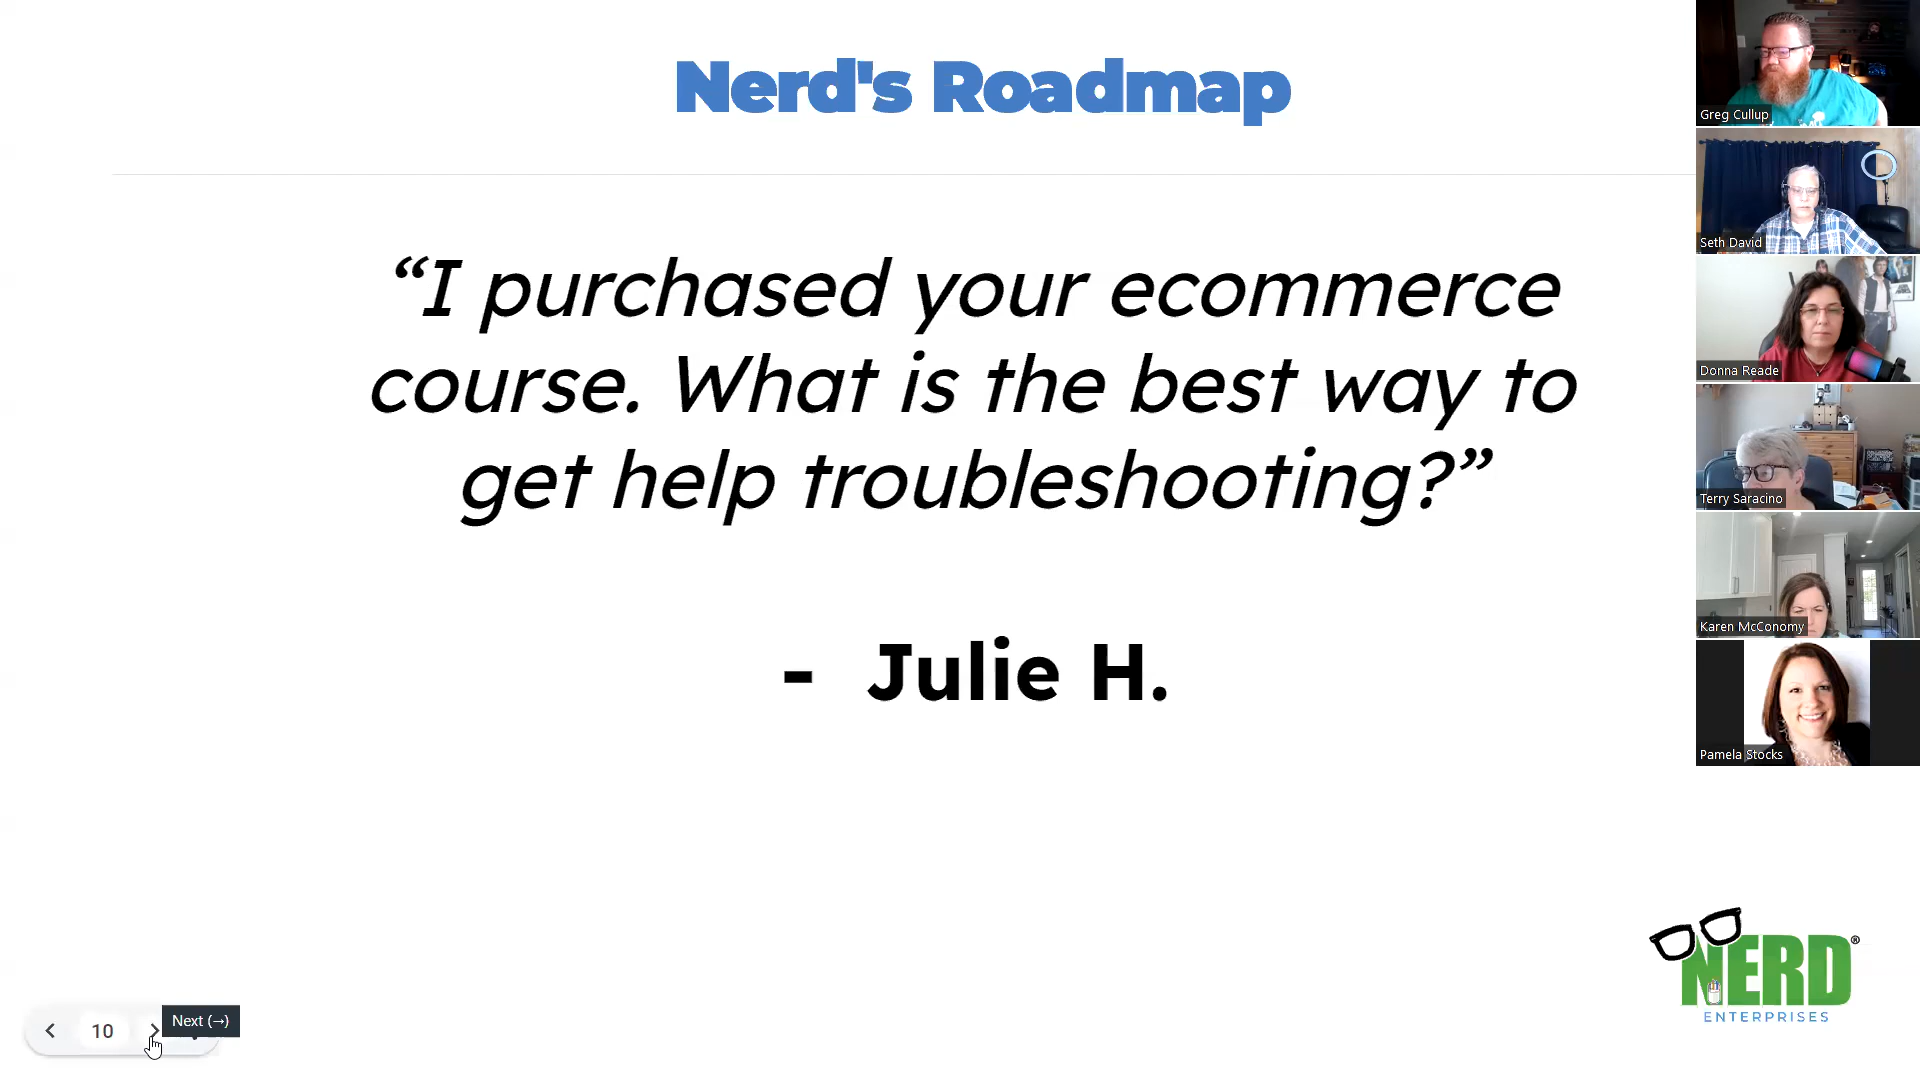 Nerd's Roadmap
“I purchased your ecommerce
course. What is the best way to
get help troubleshooting?”
- Julie H.
Greg Cullup
Seth David
Donna Reade
Terry Saracino
Karen McConomy
Pamela Stocks
NERD®
ENTERPRISES
10
Next (→)